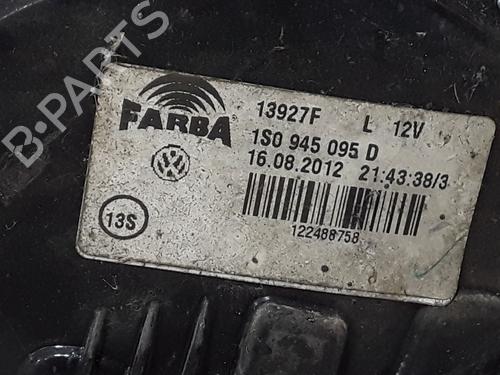 B-PARTS
FARBA
13927F L 12V
1S0 945 095 D
16.08.2012 21:43:38/3
13S
122488758